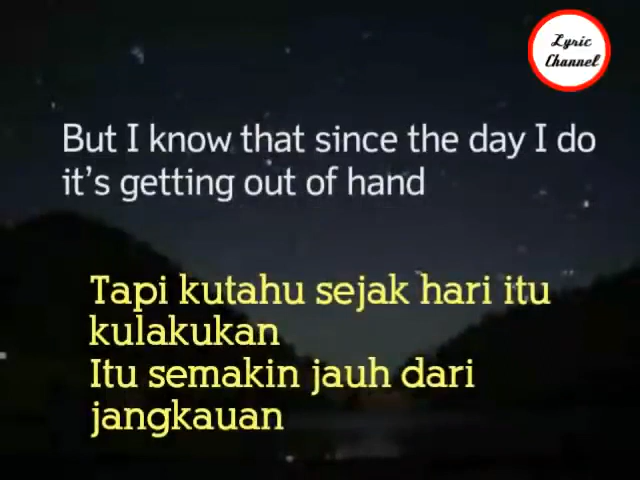 Lyric
Channel
But I know that since the day I do
it's getting out of hand
Tapi kutahu sejak hari itu
kulakukan
Itu semakin jauh dari
jangkauan